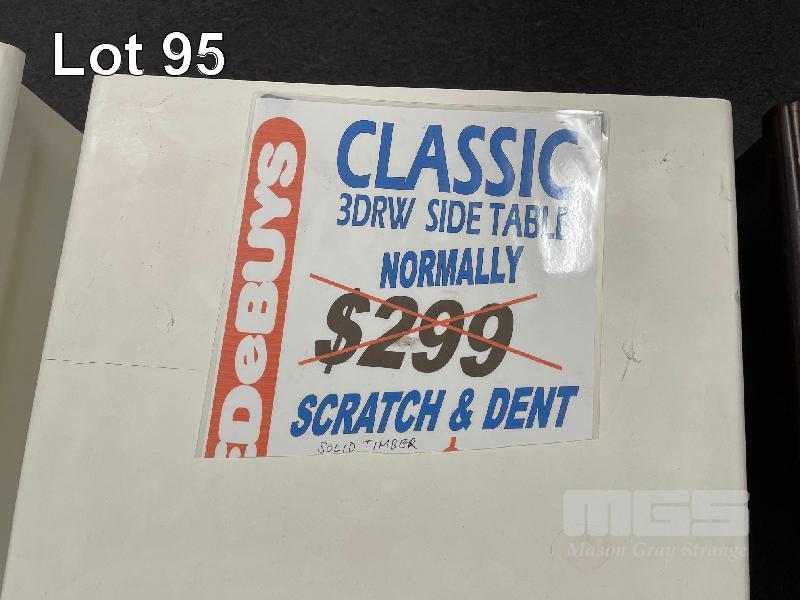 Lot 95
CLASSIC
3DRW SIDE TABLE
NORMALLY
$299
SCRATCH & DENT
SOLID TIMBER
DeBUYS
MGS
Mason Gray Strange